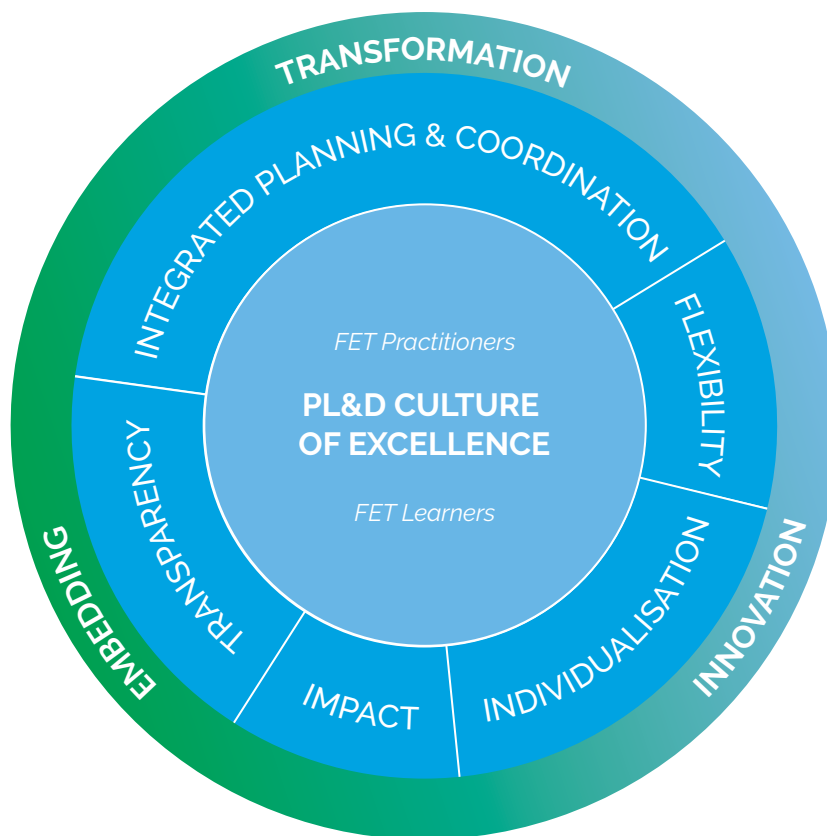 TRANSFORMATION
INTEGRATED PLANNING & COORDINATION
FLEXIBILITY
FET Practitioners
PL&D CULTURE
OF EXCELLENCE
FET Learners
TRANSPARENCY
IMPACT
INDIVIDUALISATION
EMBEDDING
INNOVATION